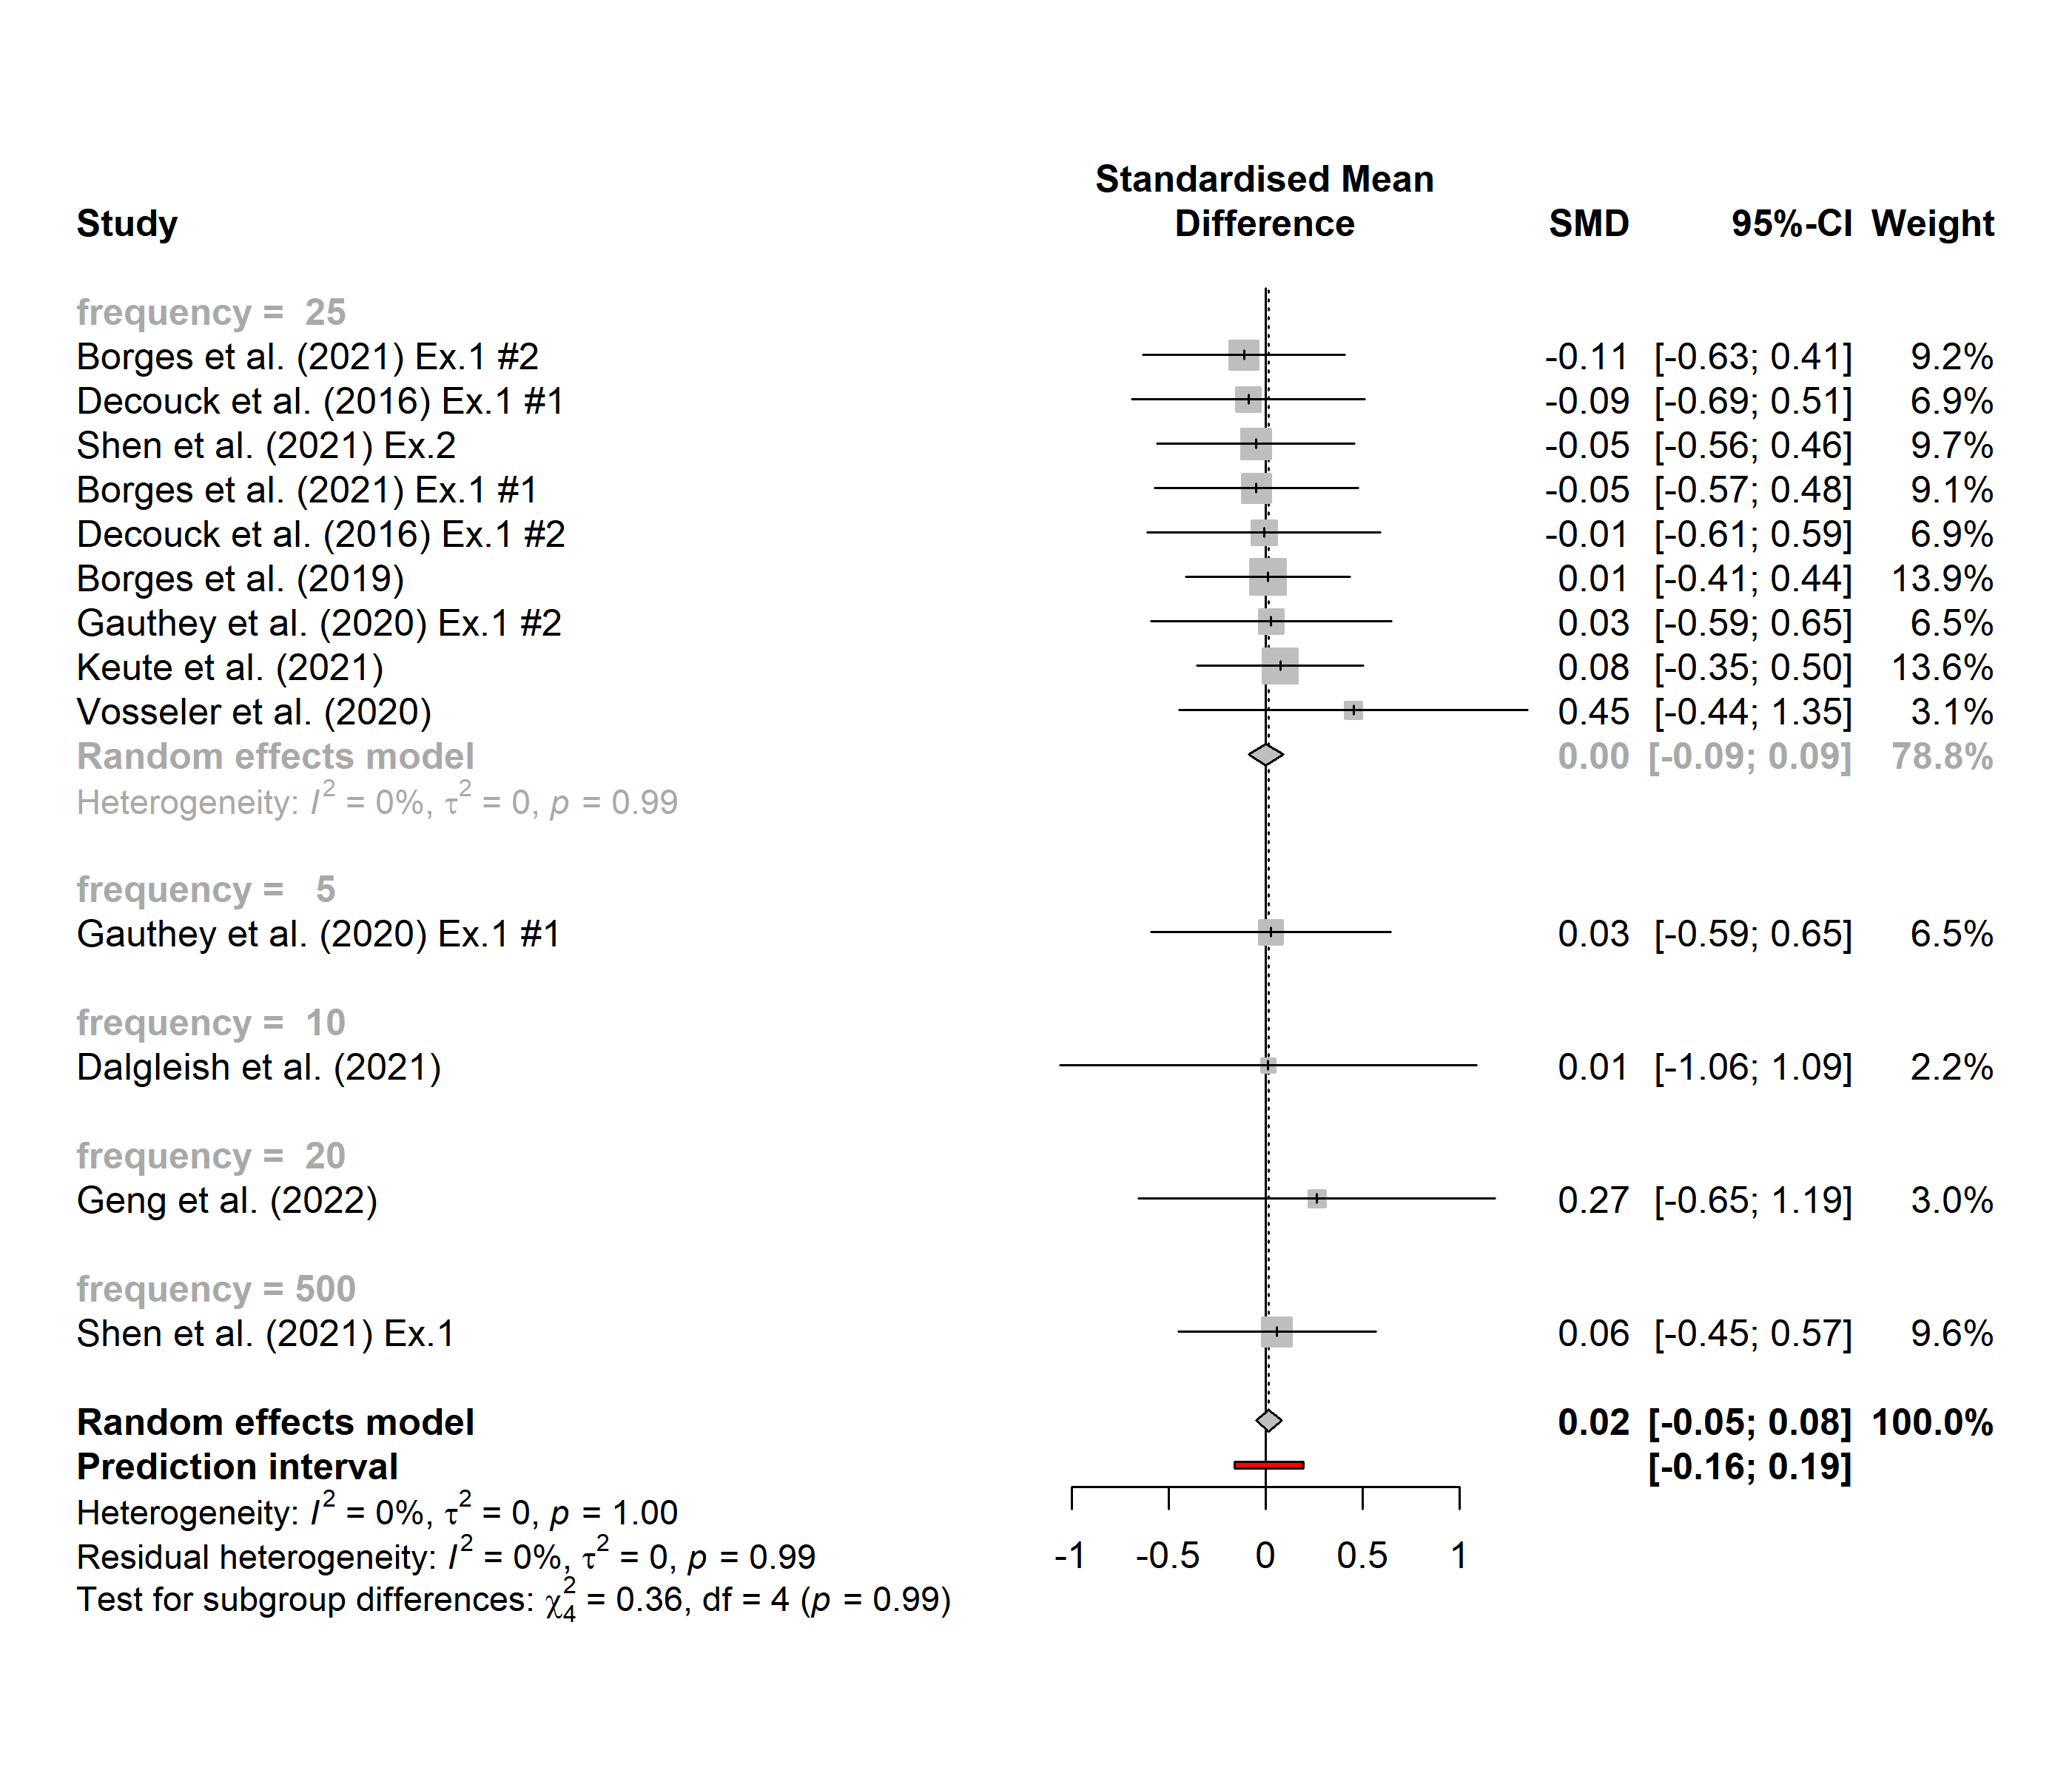 Standardised Mean
Study Difference SMD 95%-CI Weight
frequency = 25
Borges et al. (2021) Ex.1 #2 -0.11 [-0.63; 0.41] 9.2%
Decouck et al. (2016) Ex.1 #1 -0.09 [-0.69; 0.51] 6.9%
Shen et al. (2021) Ex.2 -0.05 [-0.56; 0.46] 9.7%
Borges et al. (2021) Ex.1 #1 -0.05 [-0.57; 0.48] 9.1%
Decouck et al. (2016) Ex.1 #2 -0.01 [-0.61; 0.59] 6.9%
Borges et al. (2019) 0.01 [-0.41; 0.44] 13.9%
Gauthey et al. (2020) Ex.1 #2 0.03 [-0.59; 0.65] 6.5%
Keute et al. (2021) 0.08 [-0.35; 0.50] 13.6%
Vosseler et al. (2020) 0.45 [-0.44; 1.35] 3.1%
Random effects model 0.00 [-0.09; 0.09] 78.8%
Heterogeneity: I² = 0%, τ² = 0, p = 0.99
frequency = 5
Gauthey et al. (2020) Ex.1 #1 0.03 [-0.59; 0.65] 6.5%
frequency = 10
Dalgleish et al. (2021) 0.01 [-1.06; 1.09] 2.2%
frequency = 20
Geng et al. (2022) 0.27 [-0.65; 1.19] 3.0%
frequency = 500
Shen et al. (2021) Ex.1 0.06 [-0.45; 0.57] 9.6%
Random effects model 0.02 [-0.05; 0.08] 100.0%
Prediction interval [-0.16; 0.19]
Heterogeneity: I² = 0%, τ² = 0, p = 1.00
Residual heterogeneity: I² = 0%, τ² = 0, p = 0.99 -1 -0.5 0 0.5 1
Test for subgroup differences: χ²₄ = 0.36, df = 4 (p = 0.99)